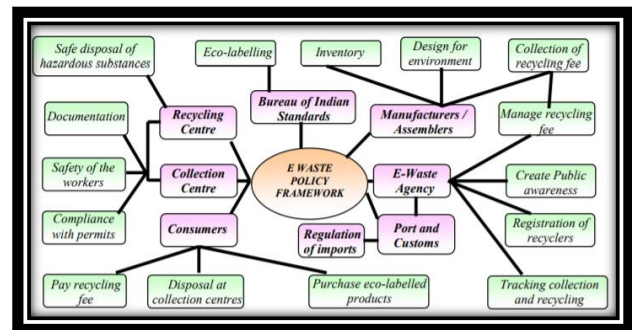 Safe disposal of
hazardous substances
Eco-labelling
Inventory
Design for
environment
Collection of
recycling fee
Documentation
Recycling
Centre
Bureau of Indian
Standards
Manufacturers /
Assemblers
Manage recycling
fee
Safety of the
workers
Collection
Centre
E WASTE
POLICY
FRAMEWORK
E-Waste
Agency
Create Public
awareness
Compliance
with permits
Consumers
Regulation
of imports
Port and
Customs
Registration of
recyclers
Pay recycling
fee
Disposal at
collection centres
Purchase eco-labelled
products
Tracking collection
and recycling